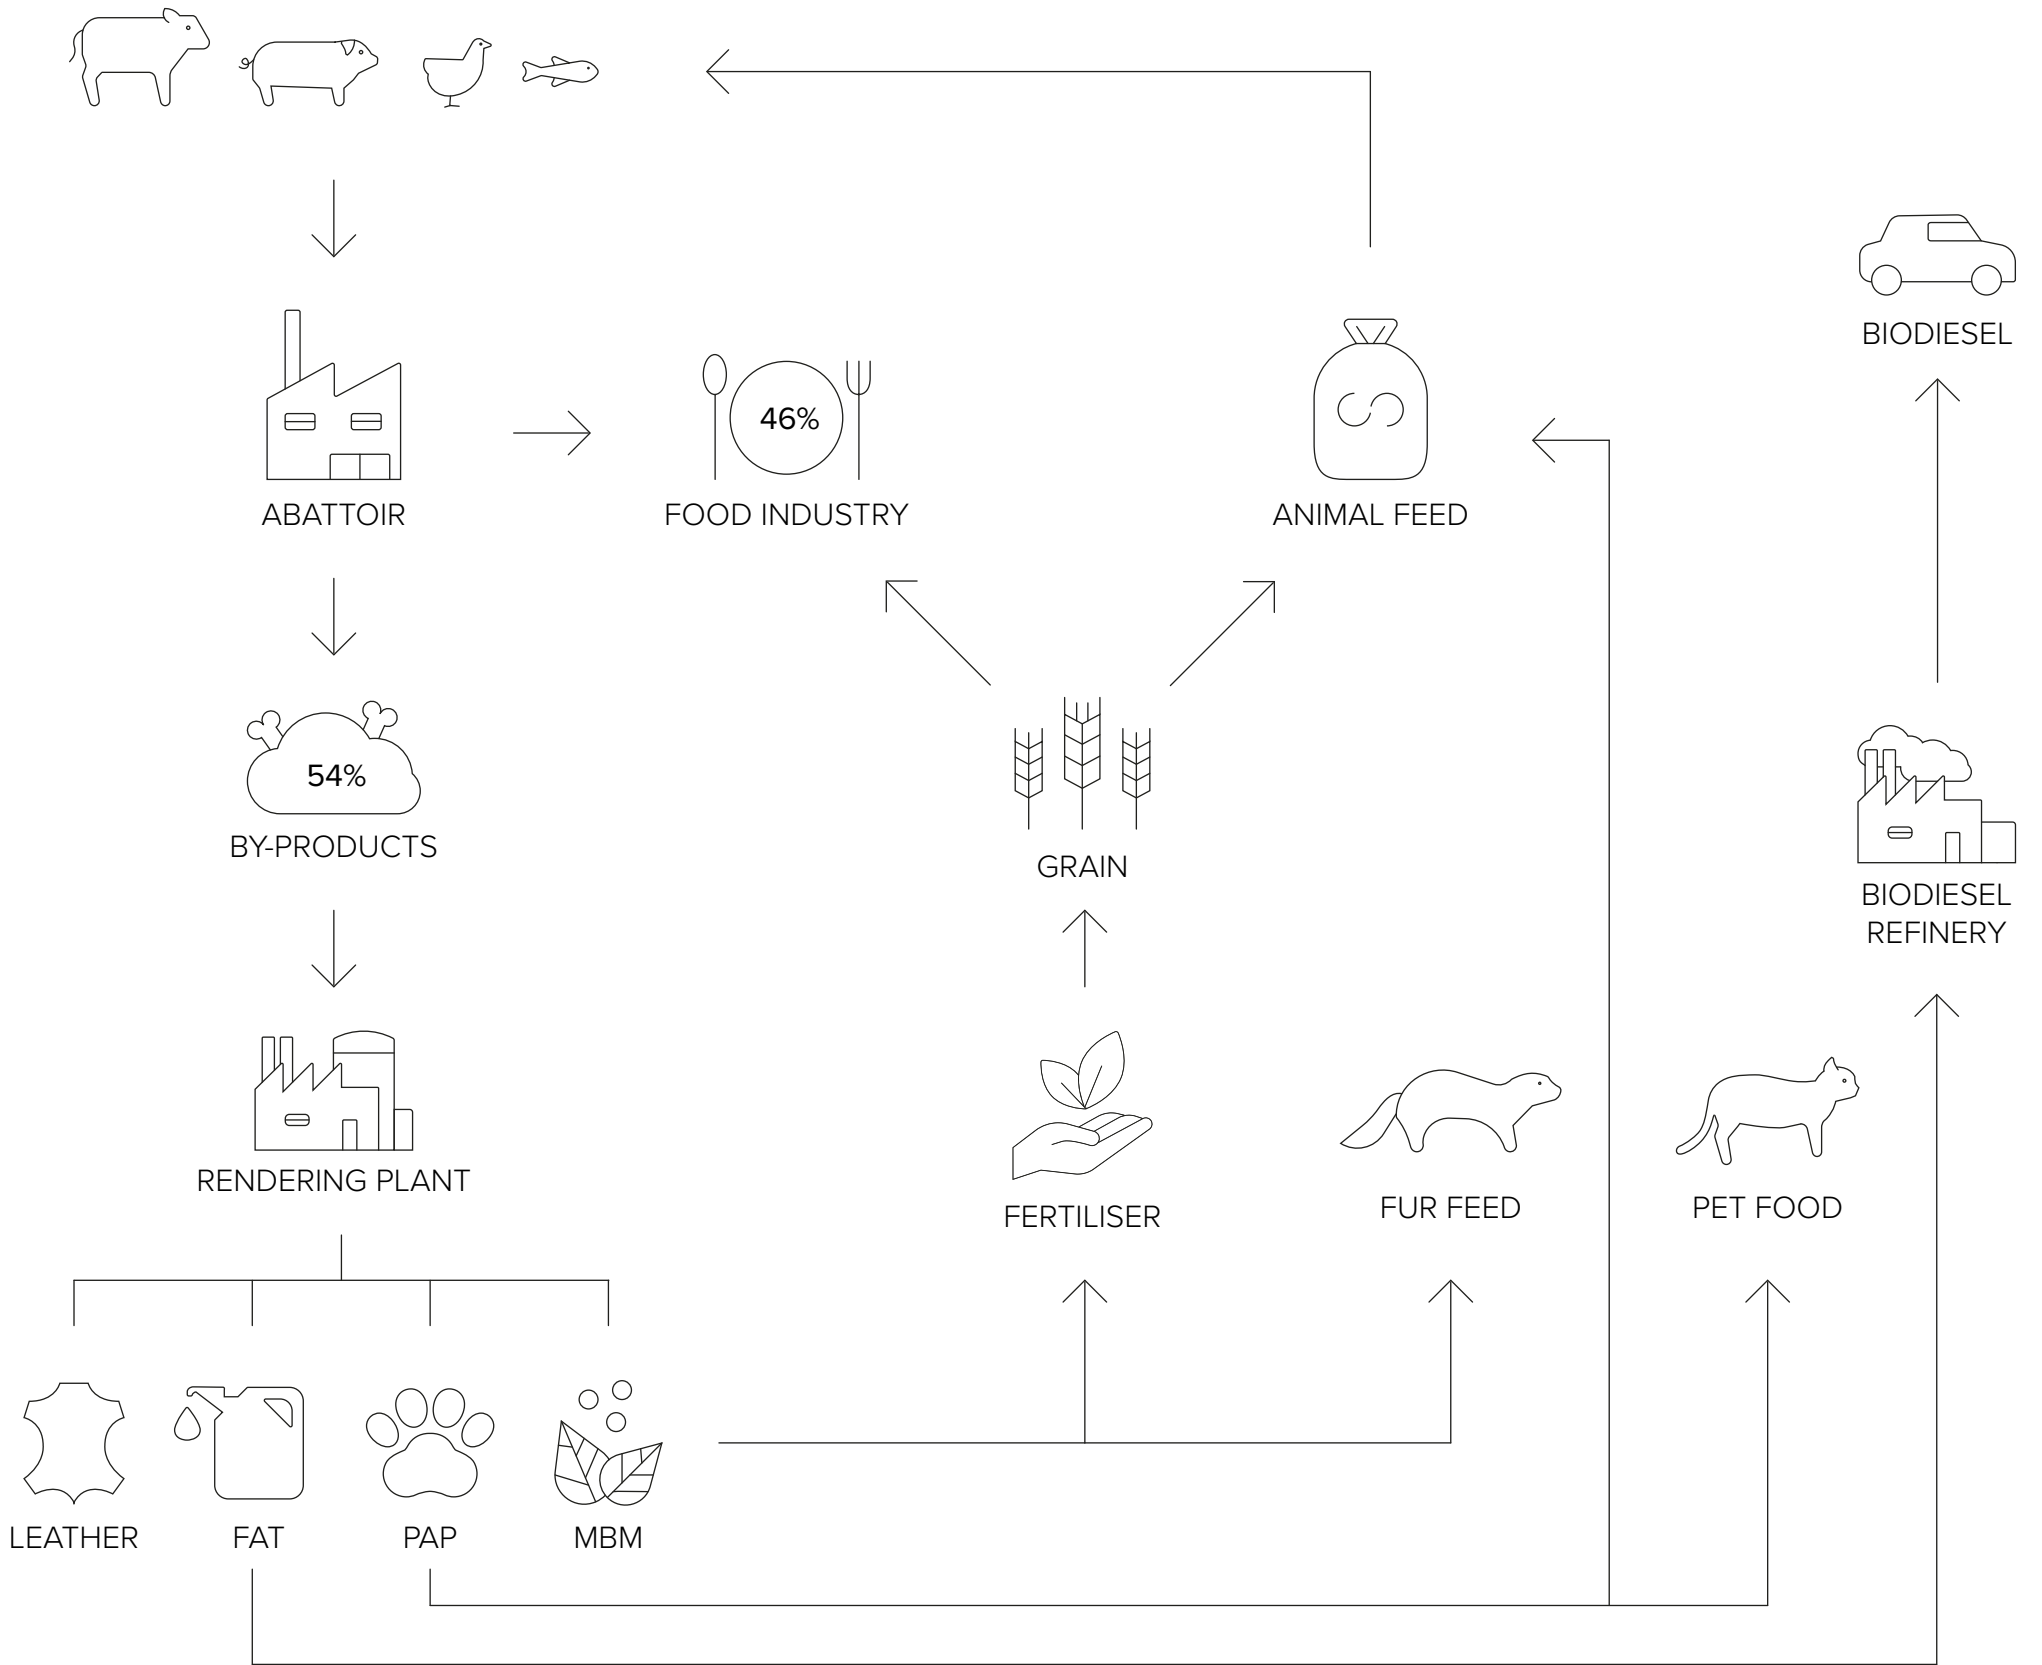 BIODIESEL
46%
ABATTOIR
FOOD INDUSTRY
ANIMAL FEED
54%
BY-PRODUCTS
GRAIN
BIODIESEL
REFINERY
RENDERING PLANT
FERTILISER
FUR FEED
PET FOOD
LEATHER
FAT
PAP
MBM